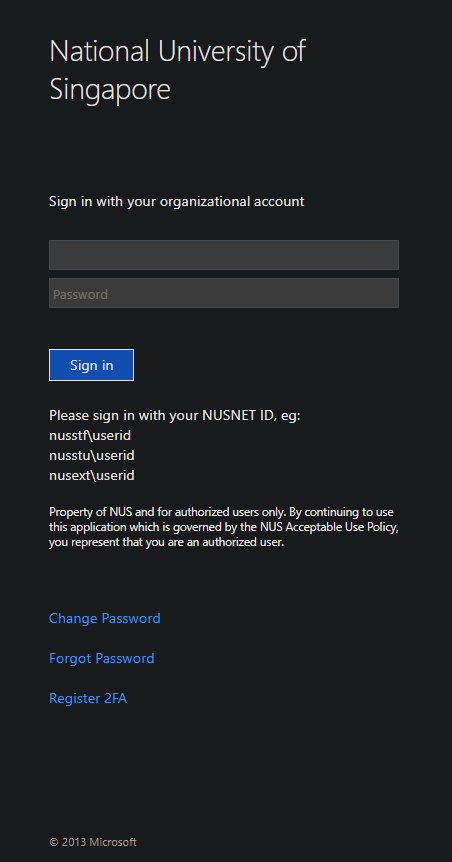 National University of
Singapore
Sign in with your organizational account
Password
Sign in
Please sign in with your NUSNET ID, eg:
nusstf\userid
nusstu\userid
nusext\userid
Property of NUS and for authorized users only. By continuing to use
this application which is governed by the NUS Acceptable Use Policy,
you represent that you are an authorized user.
Change Password
Forgot Password
Register 2FA
© 2013 Microsoft